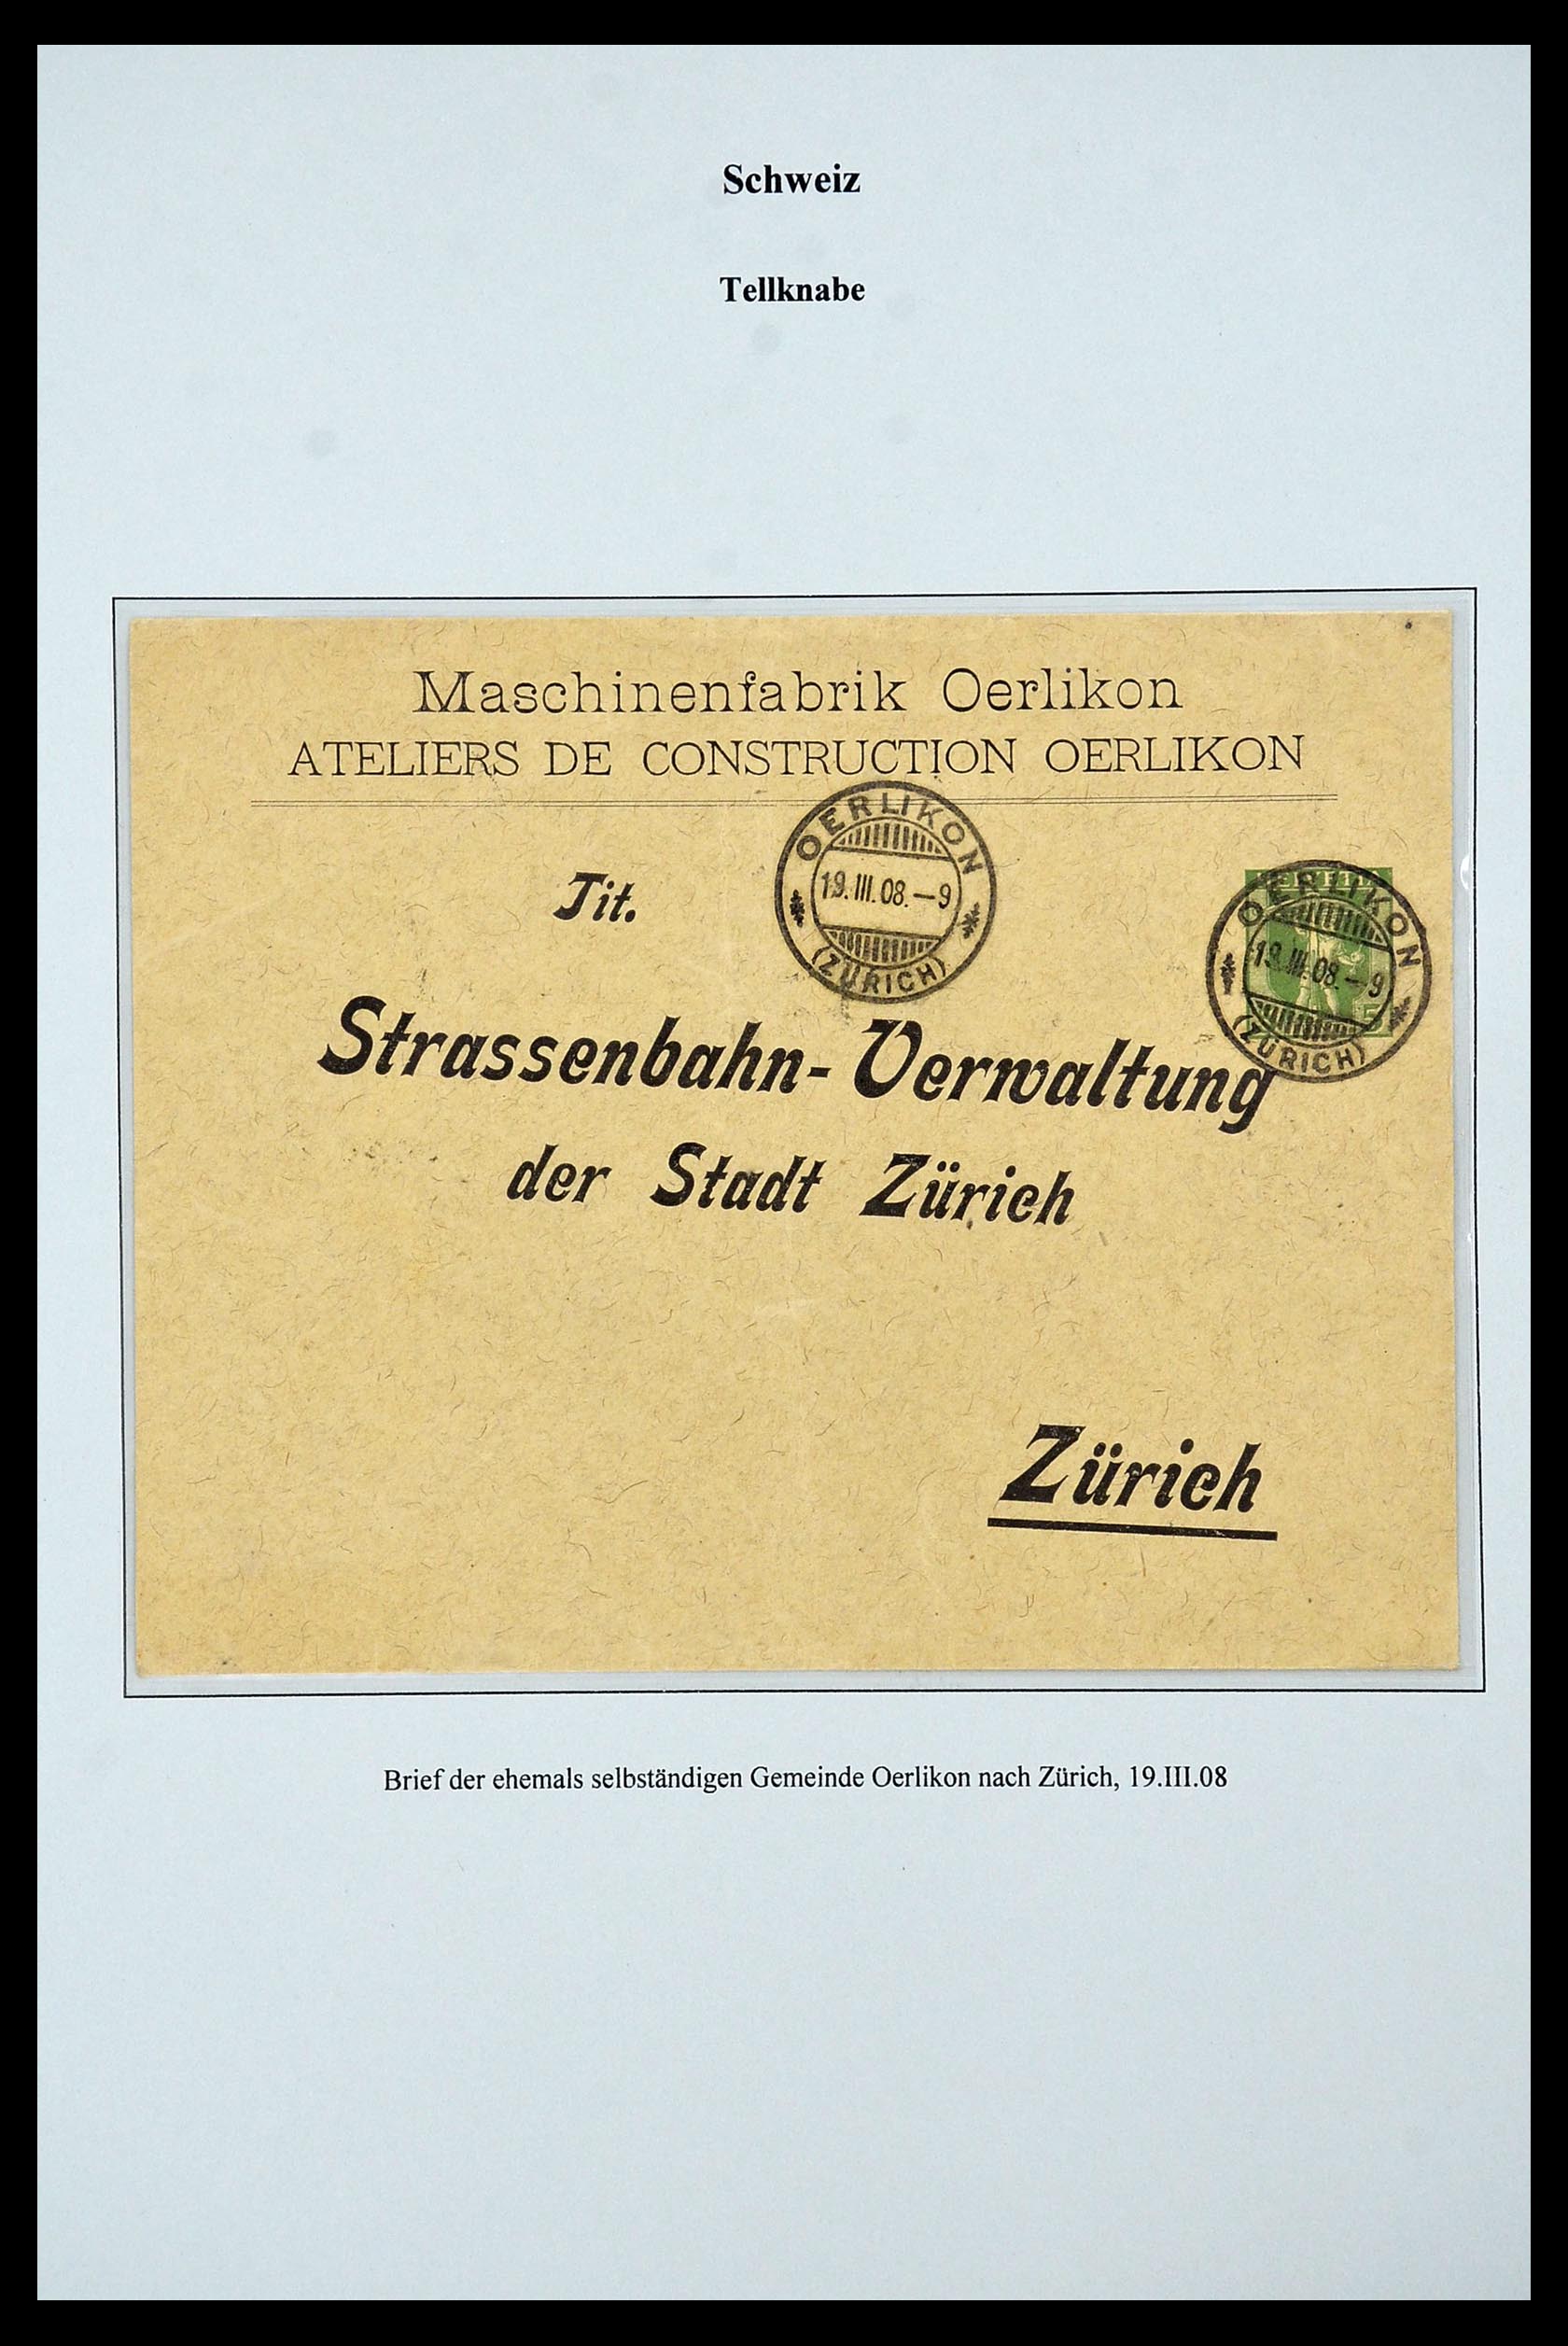 Schweiz
Tellknabe
Maschinenfabrik Oerlikon
ATELIERS DE CONSTRUCTION OERLIKON
OERLIKON
19.III.08.—9
(ZÜRICH)
Tit.
OERLIKON
19.III.08.—9
(ZÜRICH)
5
Strassenbahn-Verwaltung
der Stadt Zürich
Zürich
Brief der ehemals selbständigen Gemeinde Oerlikon nach Zürich, 19.III.08